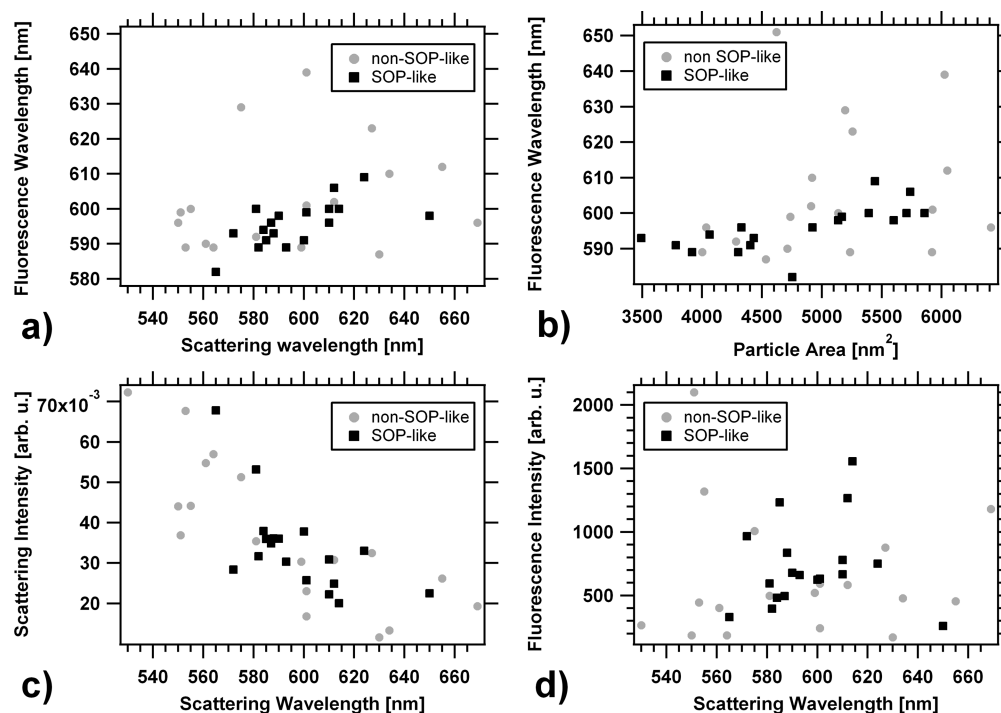 650
640
630
620
610
600
590
580
Fluorescence Wavelength [nm]
non-SOP-like
SOP-like
540
560
580
600
620
640
660
Scattering wavelength [nm]
a)
650
640
630
620
610
600
590
Fluorescence Wavelength [nm]
non SOP-like
SOP-like
3500
4000
4500
5000
5500
6000
Particle Area [nm²]
b)
70x10⁻³
60
50
40
30
20
Scattering Intensity [arb. u.]
non-SOP-like
SOP-like
540
560
580
600
620
640
660
Scattering Wavelength [nm]
c)
2000
1500
1000
500
Fluorescence Intensity [arb. u.]
non-SOP-like
SOP-like
540
560
580
600
620
640
660
Scattering Wavelength [nm]
d)